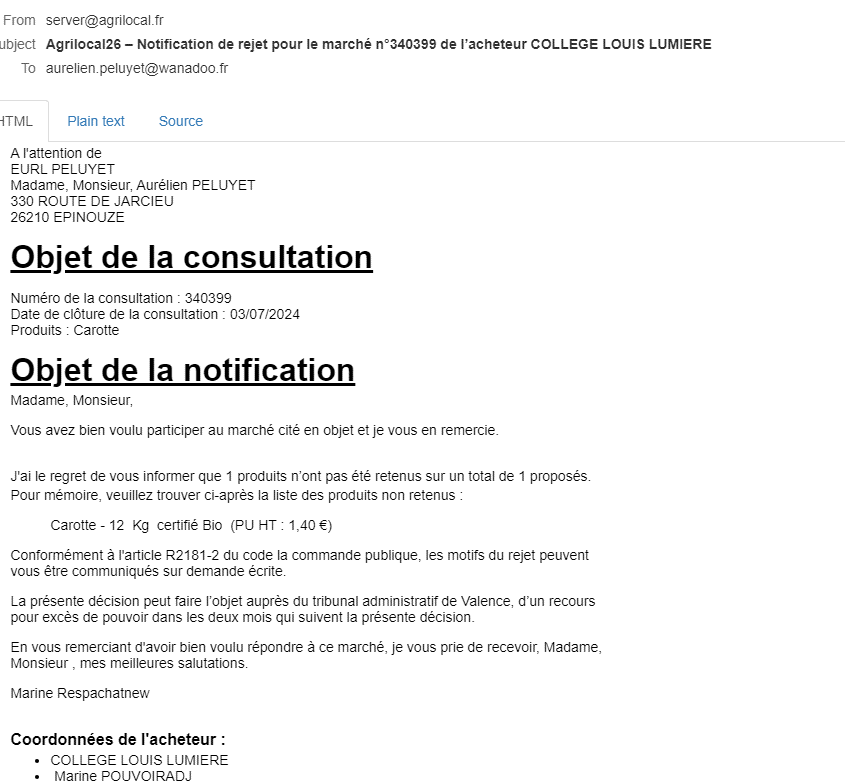 From server@agrilocal.fr
ubject Agrilocal26 – Notification de rejet pour le marché n°340399 de l'acheteur COLLEGE LOUIS LUMIERE
To aurelien.peluyet@wanadoo.fr
HTML Plain text Source
A l'attention de
EURL PELUYET
Madame, Monsieur, Aurélien PELUYET
330 ROUTE DE JARCIEU
26210 EPINOUZE
Objet de la consultation
Numéro de la consultation : 340399
Date de clôture de la consultation : 03/07/2024
Produits : Carotte
Objet de la notification
Madame, Monsieur,
Vous avez bien voulu participer au marché cité en objet et je vous en remercie.
J'ai le regret de vous informer que 1 produits n’ont pas été retenus sur un total de 1 proposés.
Pour mémoire, veuillez trouver ci-après la liste des produits non retenus :
Carotte - 12 Kg certifié Bio (PU HT : 1,40 €)
Conformément à l'article R2181-2 du code la commande publique, les motifs du rejet peuvent
vous être communiqués sur demande écrite.
La présente décision peut faire l’objet auprès du tribunal administratif de Valence, d’un recours
pour excès de pouvoir dans les deux mois qui suivent la présente décision.
En vous remerciant d'avoir bien voulu répondre à ce marché, je vous prie de recevoir, Madame,
Monsieur , mes meilleures salutations.
Marine Respachatnew
Coordonnées de l'acheteur :
• COLLEGE LOUIS LUMIERE
• Marine POUVOIRADJ